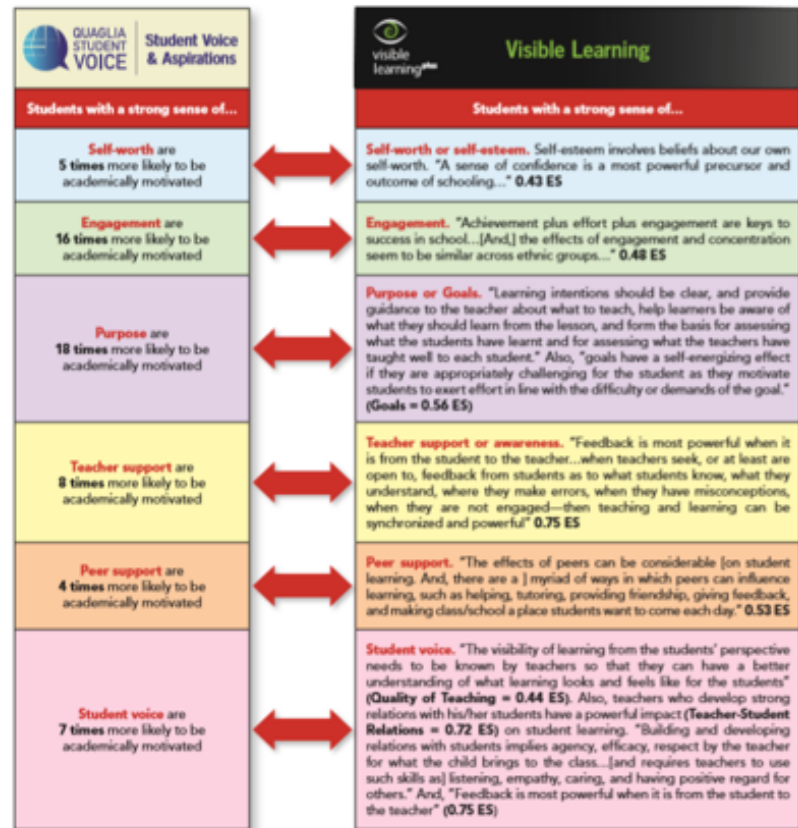 QUAGLIA
STUDENT
VOICE
Student Voice
& Aspirations
Students with a strong sense of...
Self-worth are
5 times more likely to be
academically motivated
Engagement are
16 times more likely to be
academically motivated
Purpose are
18 times more likely to be
academically motivated
Teacher support are
8 times more likely to be
academically motivated
Peer support are
4 times more likely to be
academically motivated
Student voice are
7 times more likely to be
academically motivated
visible
learning plus
Visible Learning
Students with a strong sense of...
Self-worth or self-esteem. Self-esteem involves beliefs about our own
self-worth. "A sense of confidence is a most powerful precursor and
outcome of schooling..." 0.43 ES
Engagement. "Achievement plus effort plus engagement are keys to
success in school...[And,] the effects of engagement and concentration
seem to be similar across ethnic groups..." 0.48 ES
Purpose or Goals. "Learning intentions should be clear, and provide
guidance to the teacher about what to teach, help learners be aware of
what they should learn from the lesson, and form the basis for assessing
what the students have learnt and for assessing what the teachers have
taught well to each student." Also, "goals have a self-energizing effect
if they are appropriately challenging for the student as they motivate
students to exert effort in line with the difficulty or demands of the goal."
(Goals = 0.56 ES)
Teacher support or awareness. "Feedback is most powerful when it
is from the student to the teacher...when teachers seek, or at least are
open to, feedback from students as to what students know, what they
understand, where they make errors, when they have misconceptions,
when they are not engaged—then teaching and learning can be
synchronized and powerful" 0.75 ES
Peer support. "The effects of peers can be considerable [on student
learning. And, there are a ] myriad of ways in which peers can influence
learning, such as helping, tutoring, providing friendship, giving feedback,
and making class/school a place students want to come each day." 0.53 ES
Student voice. "The visibility of learning from the students' perspective
needs to be known by teachers so that they can have a better
understanding of what learning looks and feels like for the students"
(Quality of Teaching = 0.44 ES). Also, teachers who develop strong
relations with his/her students have a powerful impact (Teacher-Student
Relations = 0.72 ES) on student learning. "Building and developing
relations with students implies agency, efficacy, respect by the teacher
for what the child brings to the class...[and requires teachers to use
such skills as] listening, empathy, caring, and having positive regard for
others." And, "Feedback is most powerful when it is from the student to
the teacher" (0.75 ES)